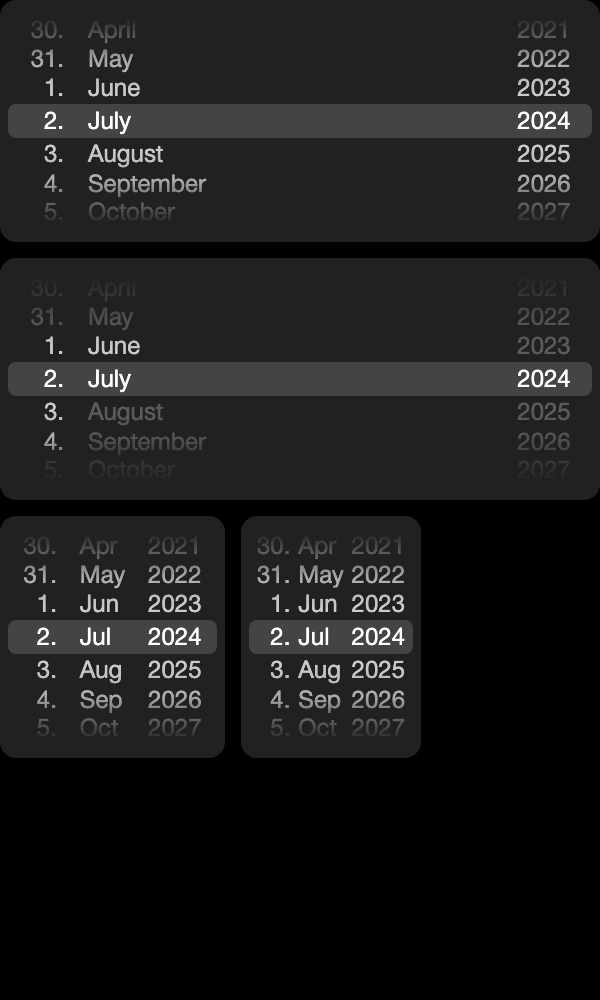 30. April 2021
31. May 2022
1. June 2023
2. July 2024
3. August 2025
4. September 2026
5. October 2027
30. April 2021
31. May 2022
1. June 2023
2. July 2024
3. August 2025
4. September 2026
5. October 2027
30. Apr 2021
31. May 2022
1. Jun 2023
2. Jul 2024
3. Aug 2025
4. Sep 2026
5. Oct 2027
30. Apr 2021
31. May 2022
1. Jun 2023
2. Jul 2024
3. Aug 2025
4. Sep 2026
5. Oct 2027